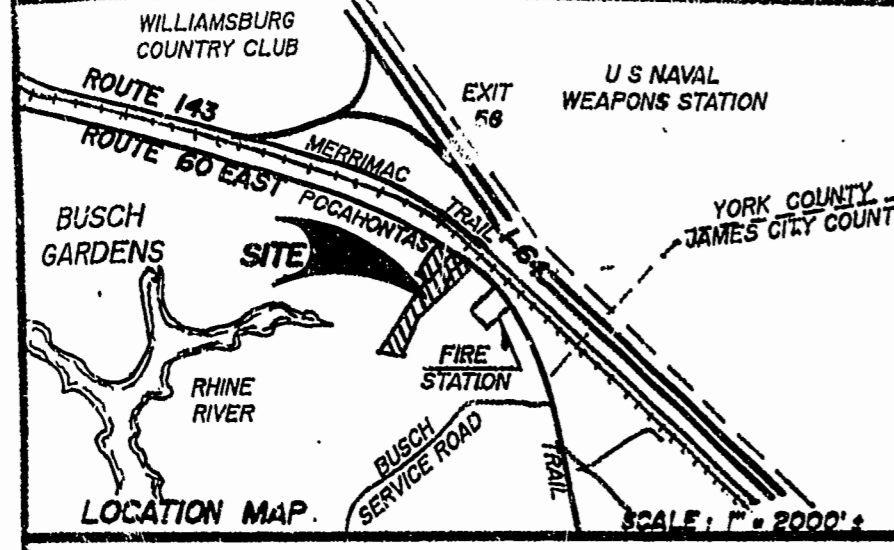 WILLIAMSBURG
COUNTRY CLUB
U S NAVAL
WEAPONS STATION
EXIT
ROUTE 143
ROUTE 60 EAST
MERRIMAC
TRAIL
POCAHONTAS
I-64
YORK COUNTY
JAMES CITY COUNT
BUSCH
GARDENS
SITE
FIRE
STATION
RHINE
RIVER
BUSCH
SERVICE ROAD
TRAIL
LOCATION MAP.
SCALE: 1" = 2000' ±